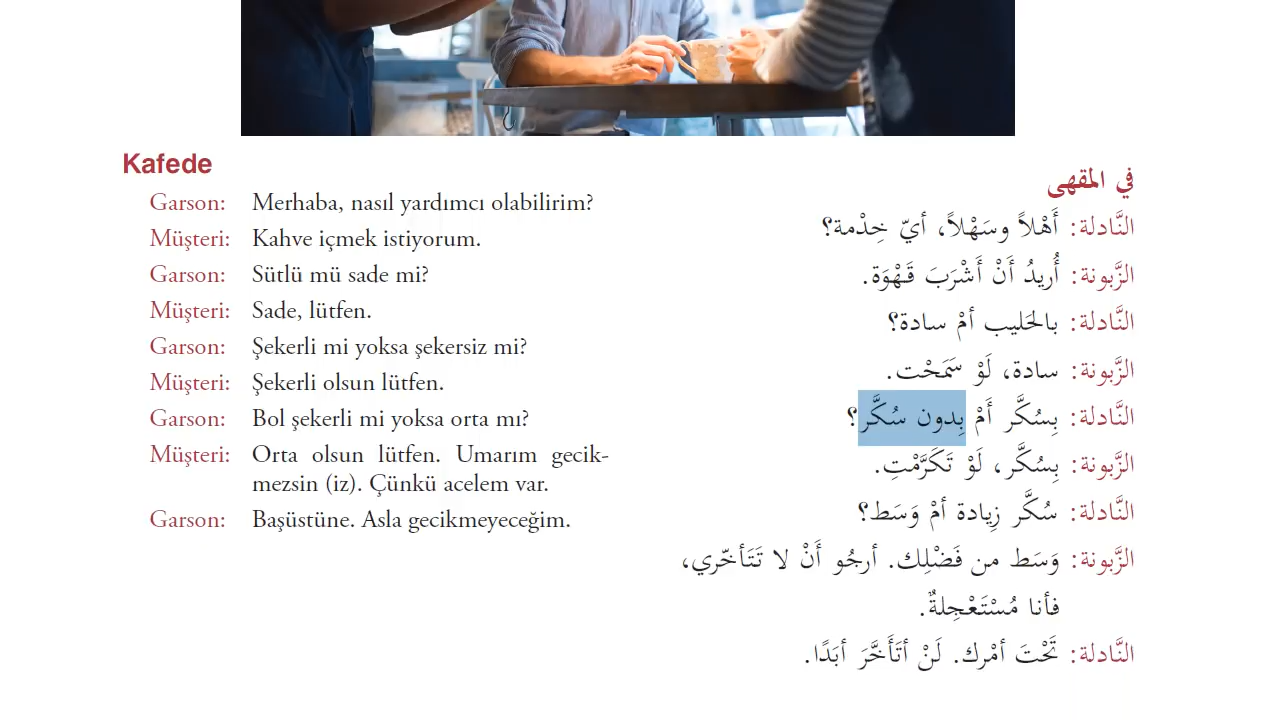 Kafede
Garson: Merhaba, nasıl yardımcı olabilirim?
Müşteri: Kahve içmek istiyorum.
Garson: Sütlü mü sade mi?
Müşteri: Sade, lütfen.
Garson: Şekerli mi yoksa şekersiz mi?
Müşteri: Şekerli olsun lütfen.
Garson: Bol şekerli mi yoksa orta mı?
Müşteri: Orta olsun lütfen. Umarım gecik-
mezsin (iz). Çünkü acelem var.
Garson: Başüstüne. Asla gecikmeyeceğim.
في المقهى
النَّادلة: أَهْلاً وسَهْلاً، أيّ خِدْمة؟
الزَّبونة: أُريدُ أَنْ أَشْرَبَ قَهْوَة.
النَّادلة: بالحَليب أمْ سادة؟
الزَّبونة: سادة، لَوْ سَمَحْت.
النَّادلة: بِسُكَّر أَمْ بِدون سُكَّر؟
الزَّبونة: بِسُكَّر، لَوْ تَكَرَّمْتِ.
النَّادلة: سُكَّر زِيادة أمْ وَسَط؟
الزَّبونة: وَسَط من فَضْلِك. أرجُو أَنْ لا تَتَأخّري،
فأنا مُسْتَعْجِلةٌ.
النَّادلة: تَحْتَ أمْرك. لَنْ أتَأَخَّرَ أبَدًا.